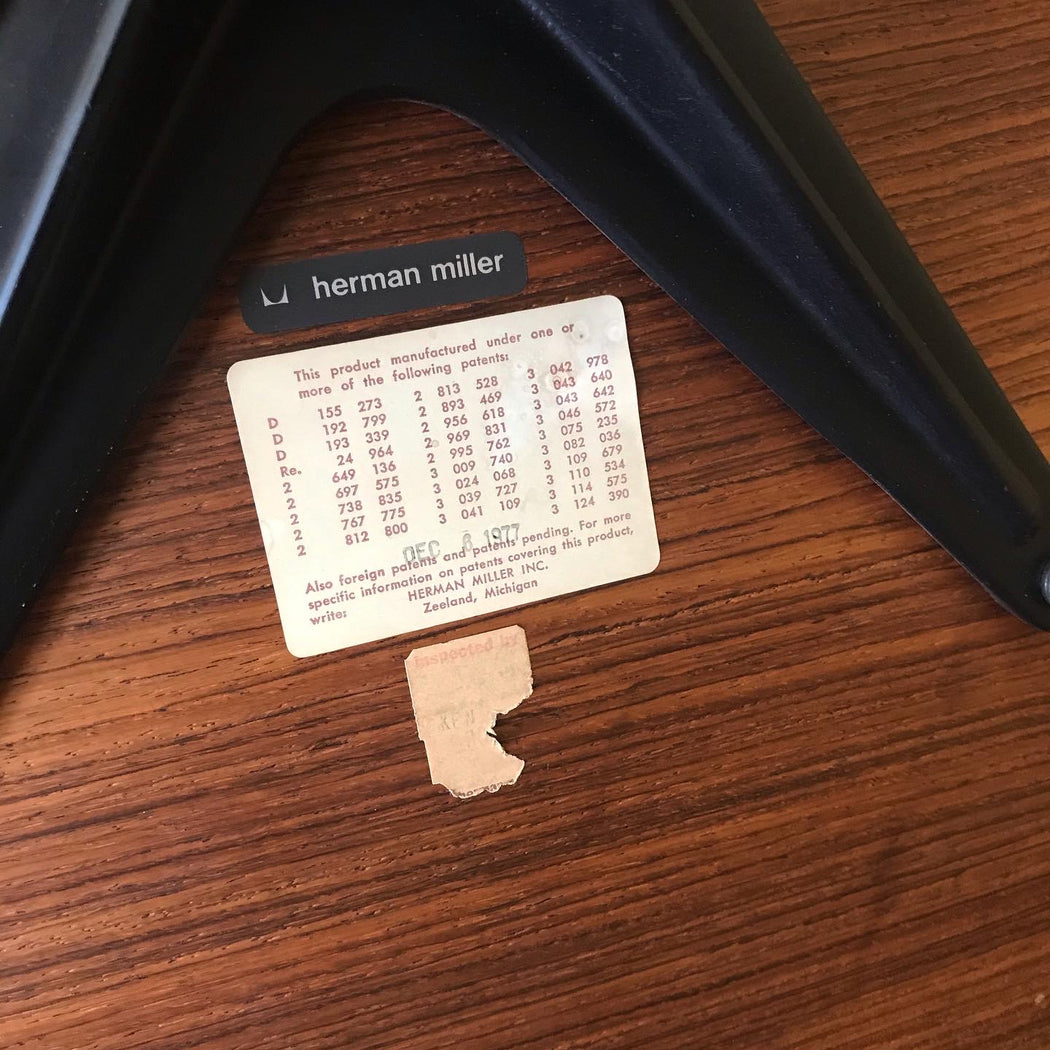 herman miller
This product manufactured under one or
more of the following patents:
D 155 273 2 813 528 3 042 978
D 192 799 2 893 469 3 043 640
D 193 339 2 956 618 3 043 642
Re. 24 964 2 969 831 3 046 572
2 649 136 2 995 762 3 075 235
2 697 575 3 009 740 3 082 036
2 738 835 3 024 068 3 109 679
2 767 775 3 039 727 3 110 534
2 812 800 3 041 109 3 114 575
3 124 390
DEC 6 1977
Also foreign patents and patents pending. For more
specific information on patents covering this product,
write: HERMAN MILLER INC.
Zeeland, Michigan
Inspected by